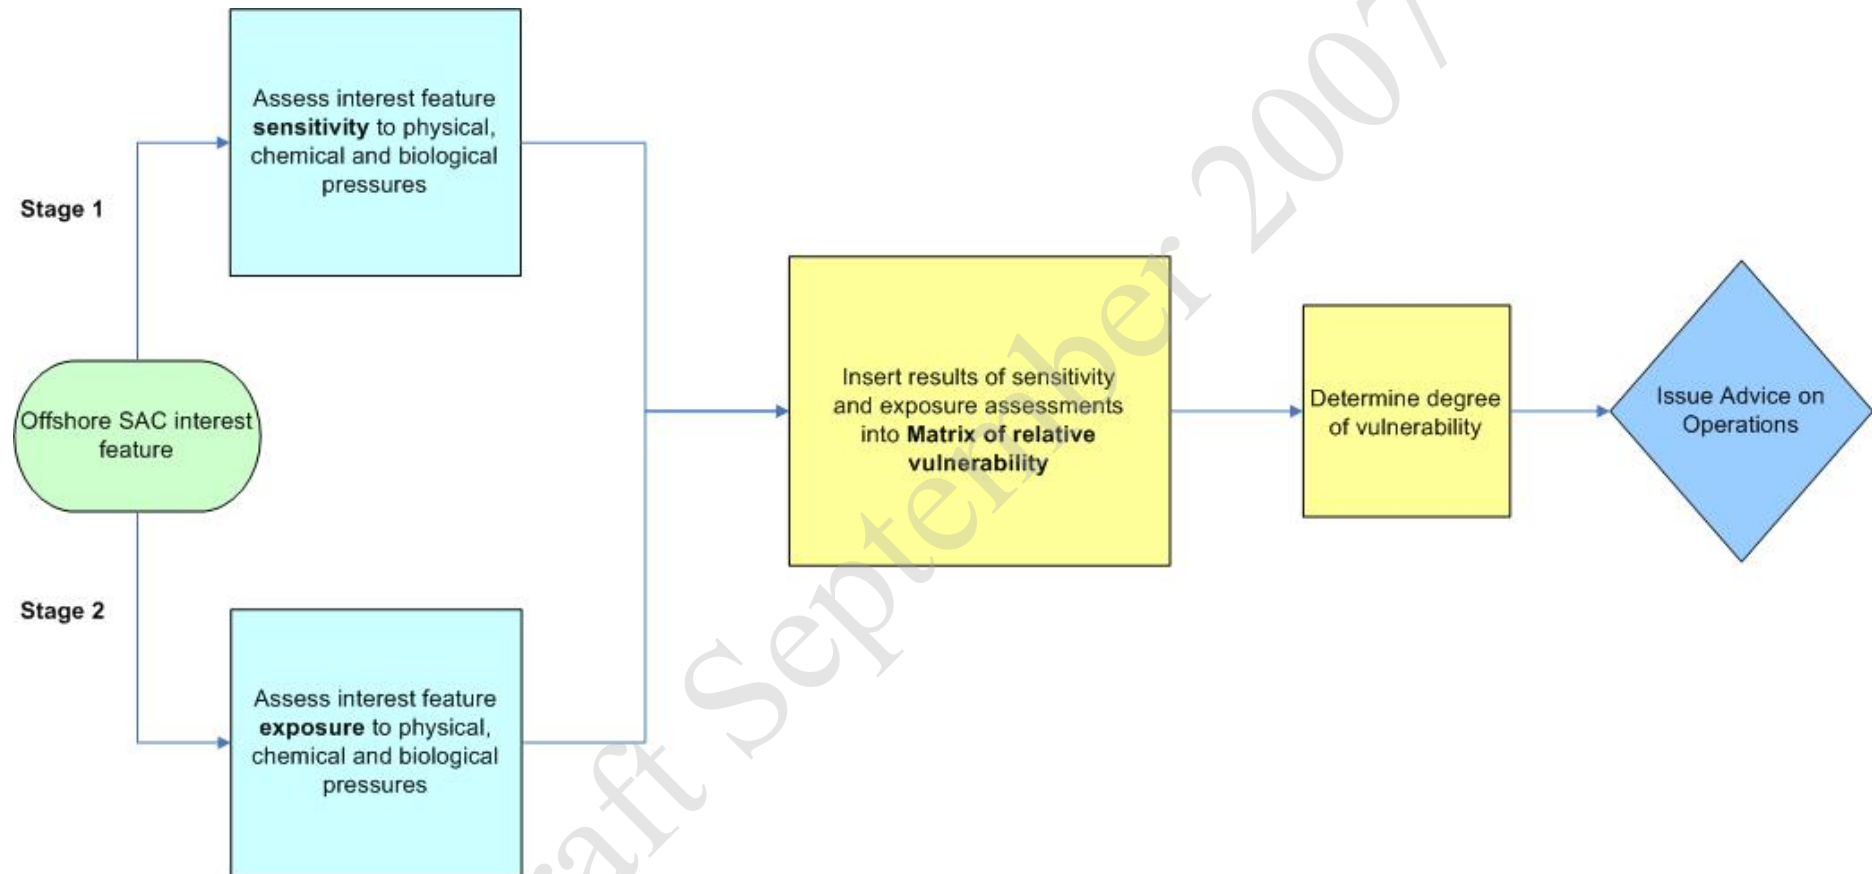 Assess interest feature
sensitivity to physical,
chemical and biological
pressures
Stage 1
Offshore SAC interest
feature
Stage 2
Assess interest feature
exposure to physical,
chemical and biological
pressures
Insert results of sensitivity
and exposure assessments
into Matrix of relative
vulnerability
Determine degree
of vulnerability
Issue Advice on
Operations
raft September 2007